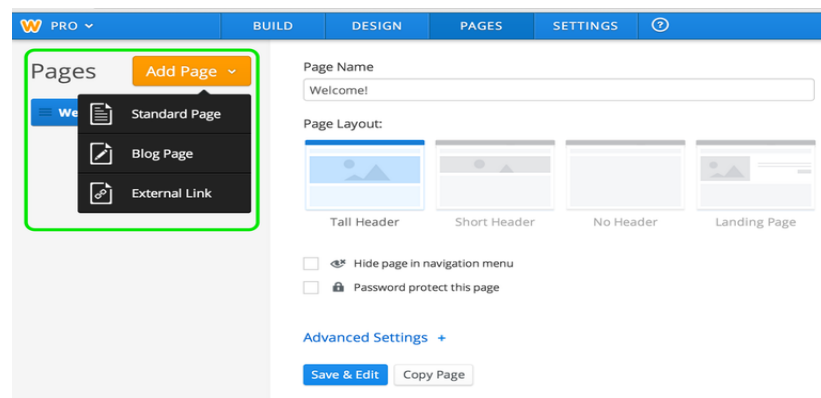 PRO BUILD DESIGN PAGES SETTINGS ?
Pages Add Page
We
Standard Page
Blog Page
External Link
Page Name
Welcome!
Page Layout:
Tall Header Short Header No Header Landing Page
Hide page in navigation menu
Password protect this page
Advanced Settings +
Save & Edit Copy Page